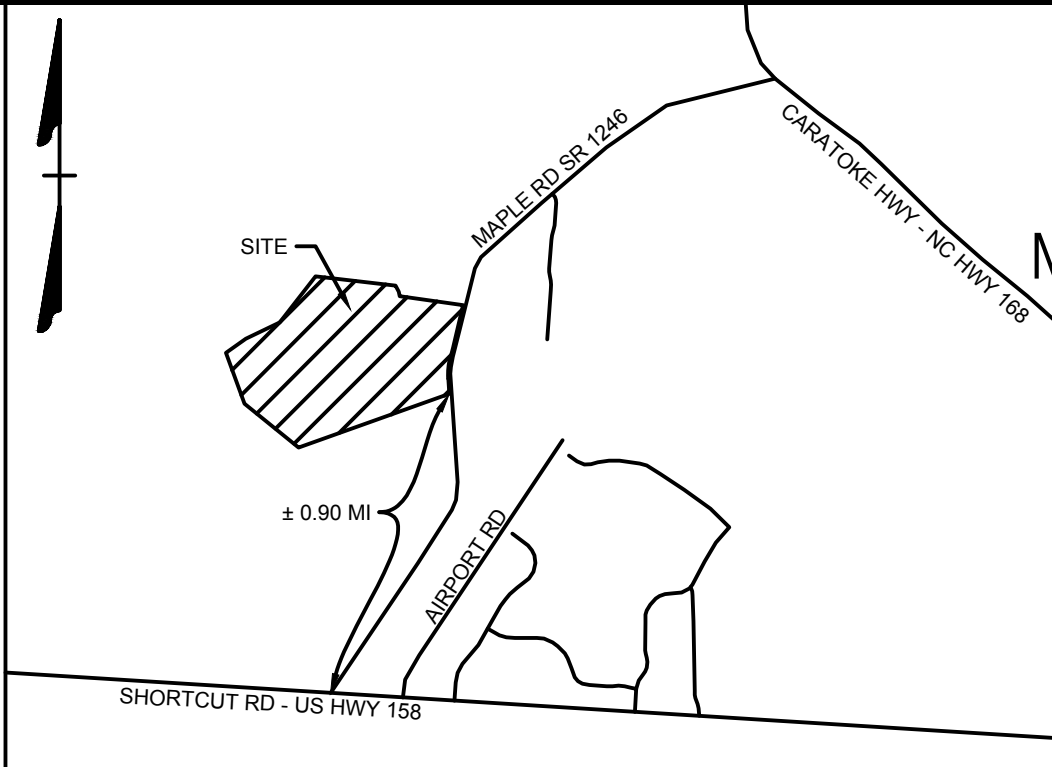 MAPLE RD SR 1246
CARATOKE HWY - NC HWY 168
SITE
± 0.90 MI
AIRPORT RD
SHORTCUT RD - US HWY 158